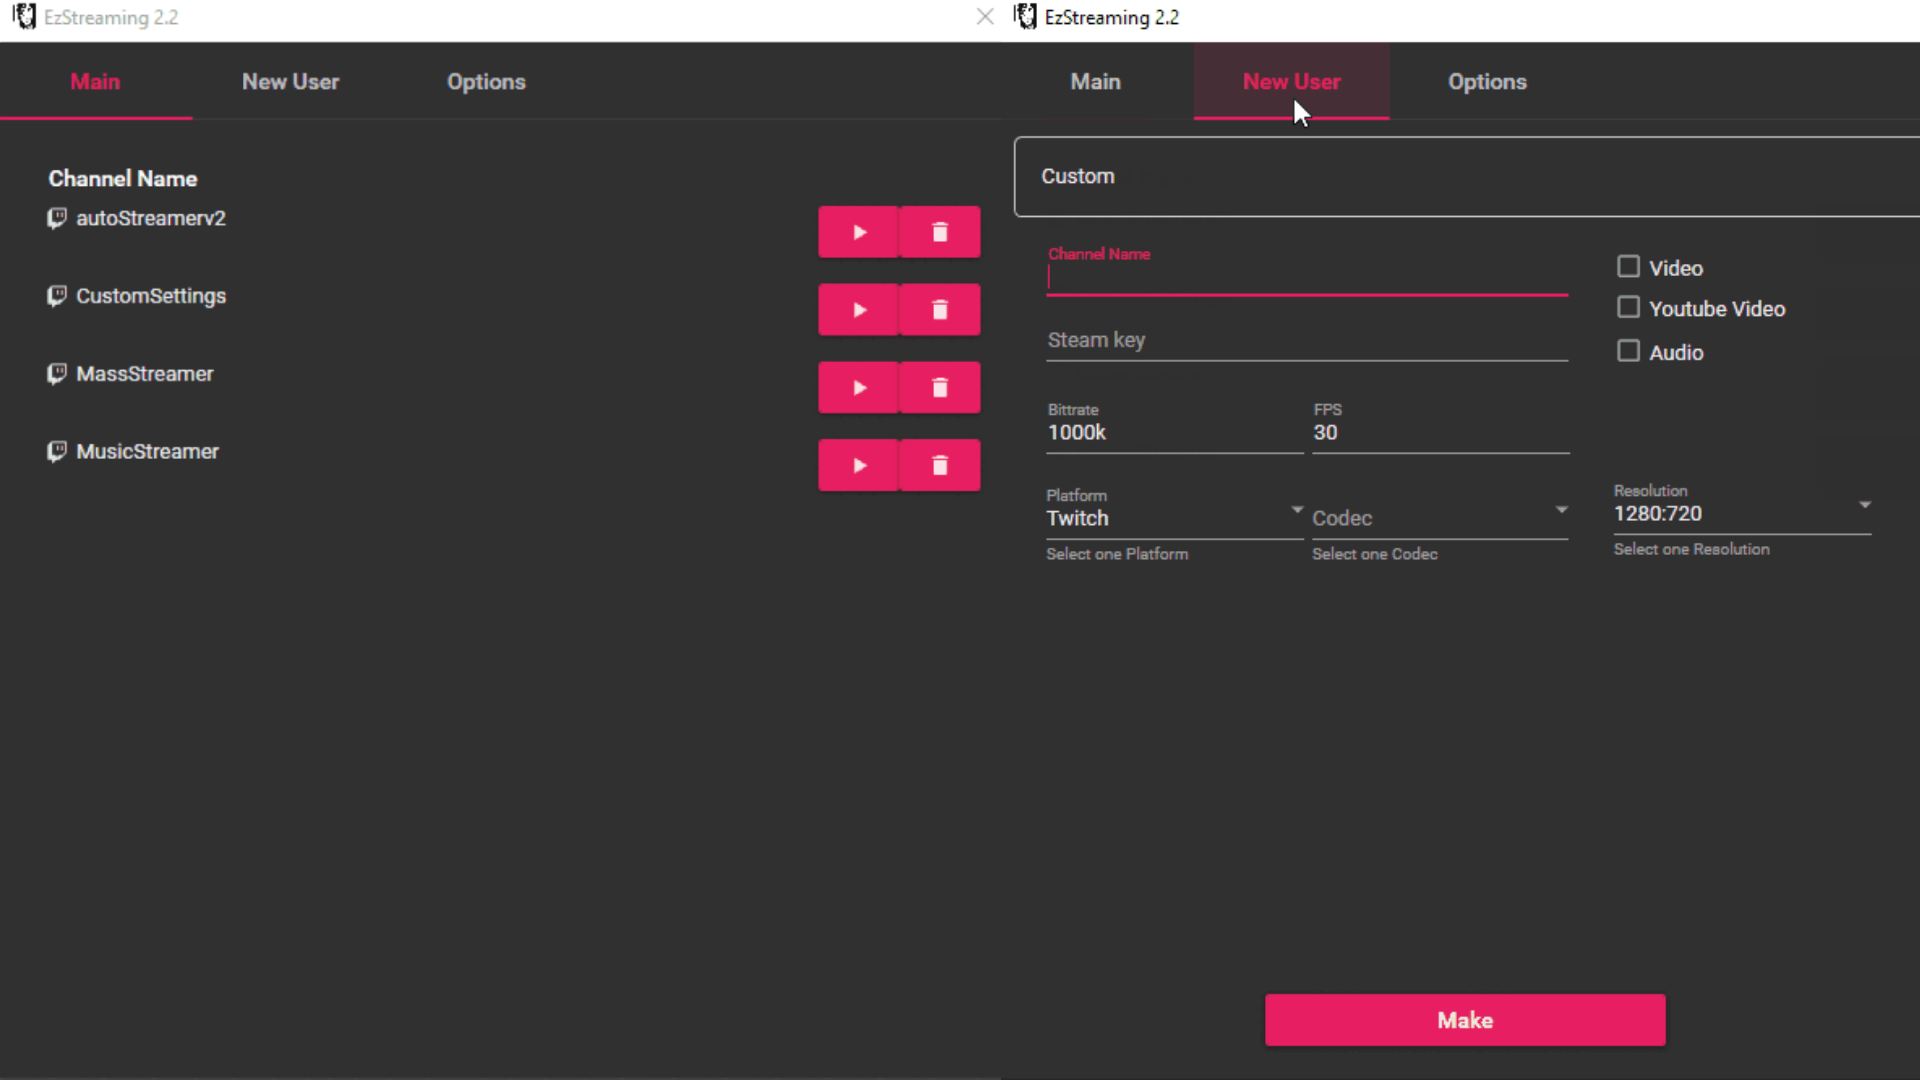 EzStreaming 2.2
Main
New User
Options
Channel Name
autoStreamerv2
CustomSettings
MassStreamer
MusicStreamer
EzStreaming 2.2
Main
New User
Options
Custom
Channel Name
Steam key
Bittrate
1000k
FPS
30
Platform
Twitch
Select one Platform
Codec
Select one Codec
Video
Youtube Video
Audio
Resolution
1280:720
Select one Resolution
Make